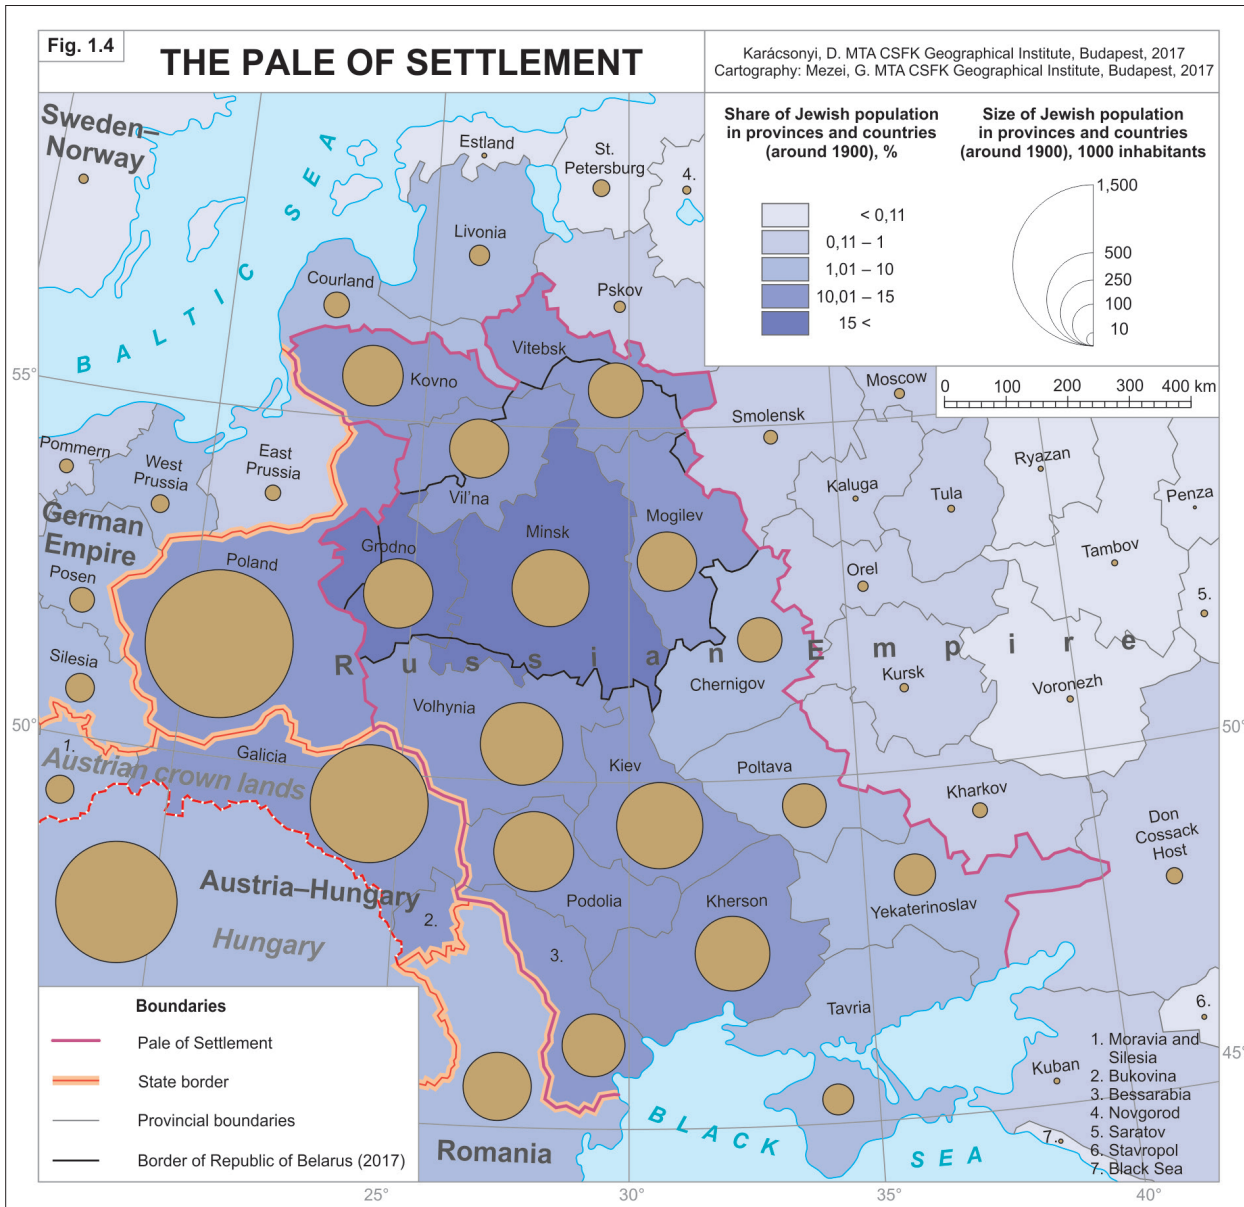 Fig. 1.4
THE PALE OF SETTLEMENT
Karácsonyi, D. MTA CSFK Geographical Institute, Budapest, 2017
Cartography: Mezei, G. MTA CSFK Geographical Institute, Budapest, 2017
Share of Jewish population
in provinces and countries
(around 1900), %
< 0,11
0,11 – 1
1,01 – 10
10,01 – 15
15 <
Size of Jewish population
in provinces and countries
(around 1900), 1000 inhabitants
1,500
500
250
100
10
0 100 200 300 400 km
Sweden–
Norway
BALTIC SEA
Estland
St.
Petersburg
4.
Livonia
Courland
Pskov
Vitebsk
Kovno
55°
Moscow
Smolensk
Pommern
West
Prussia
East
Prussia
Vil'na
Kaluga
Tula
Ryazan
Penza
German
Empire
Posen
Poland
Grodno
Minsk
Mogilev
Orel
Tambov
5.
Russian Empire
Silesia
Chernigov
Kursk
Voronezh
Volhynia
50°
50°
1.
Galicia
Austrian crown lands
Kiev
Poltava
Kharkov
Don
Cossack
Host
Austria–Hungary
Hungary
2.
Podolia
Kherson
Yekaterinoslav
3.
Tavria
6.
Kuban
45°
7.
BLACK SEA
Romania
Boundaries
Pale of Settlement
State border
Provincial boundaries
Border of Republic of Belarus (2017)
1. Moravia and
Silesia
2. Bukovina
3. Bessarabia
4. Novgorod
5. Saratov
6. Stavropol
7. Black Sea
25°
30°
35°
40°